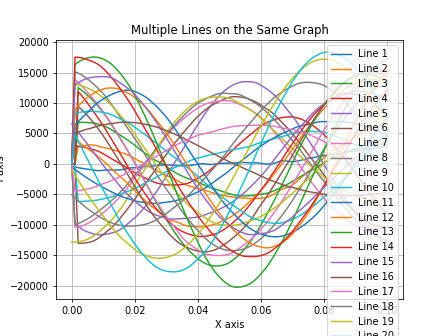 Multiple Lines on the Same Graph
20000
15000
10000
5000
0
−5000
−10000
−15000
−20000
0.00
0.02
0.04
0.06
X axis
Line 1
Line 2
Line 3
Line 4
Line 5
Line 6
Line 7
Line 8
Line 9
Line 10
Line 11
Line 12
Line 13
Line 14
Line 15
Line 16
Line 17
Line 18
Line 19
Line 20